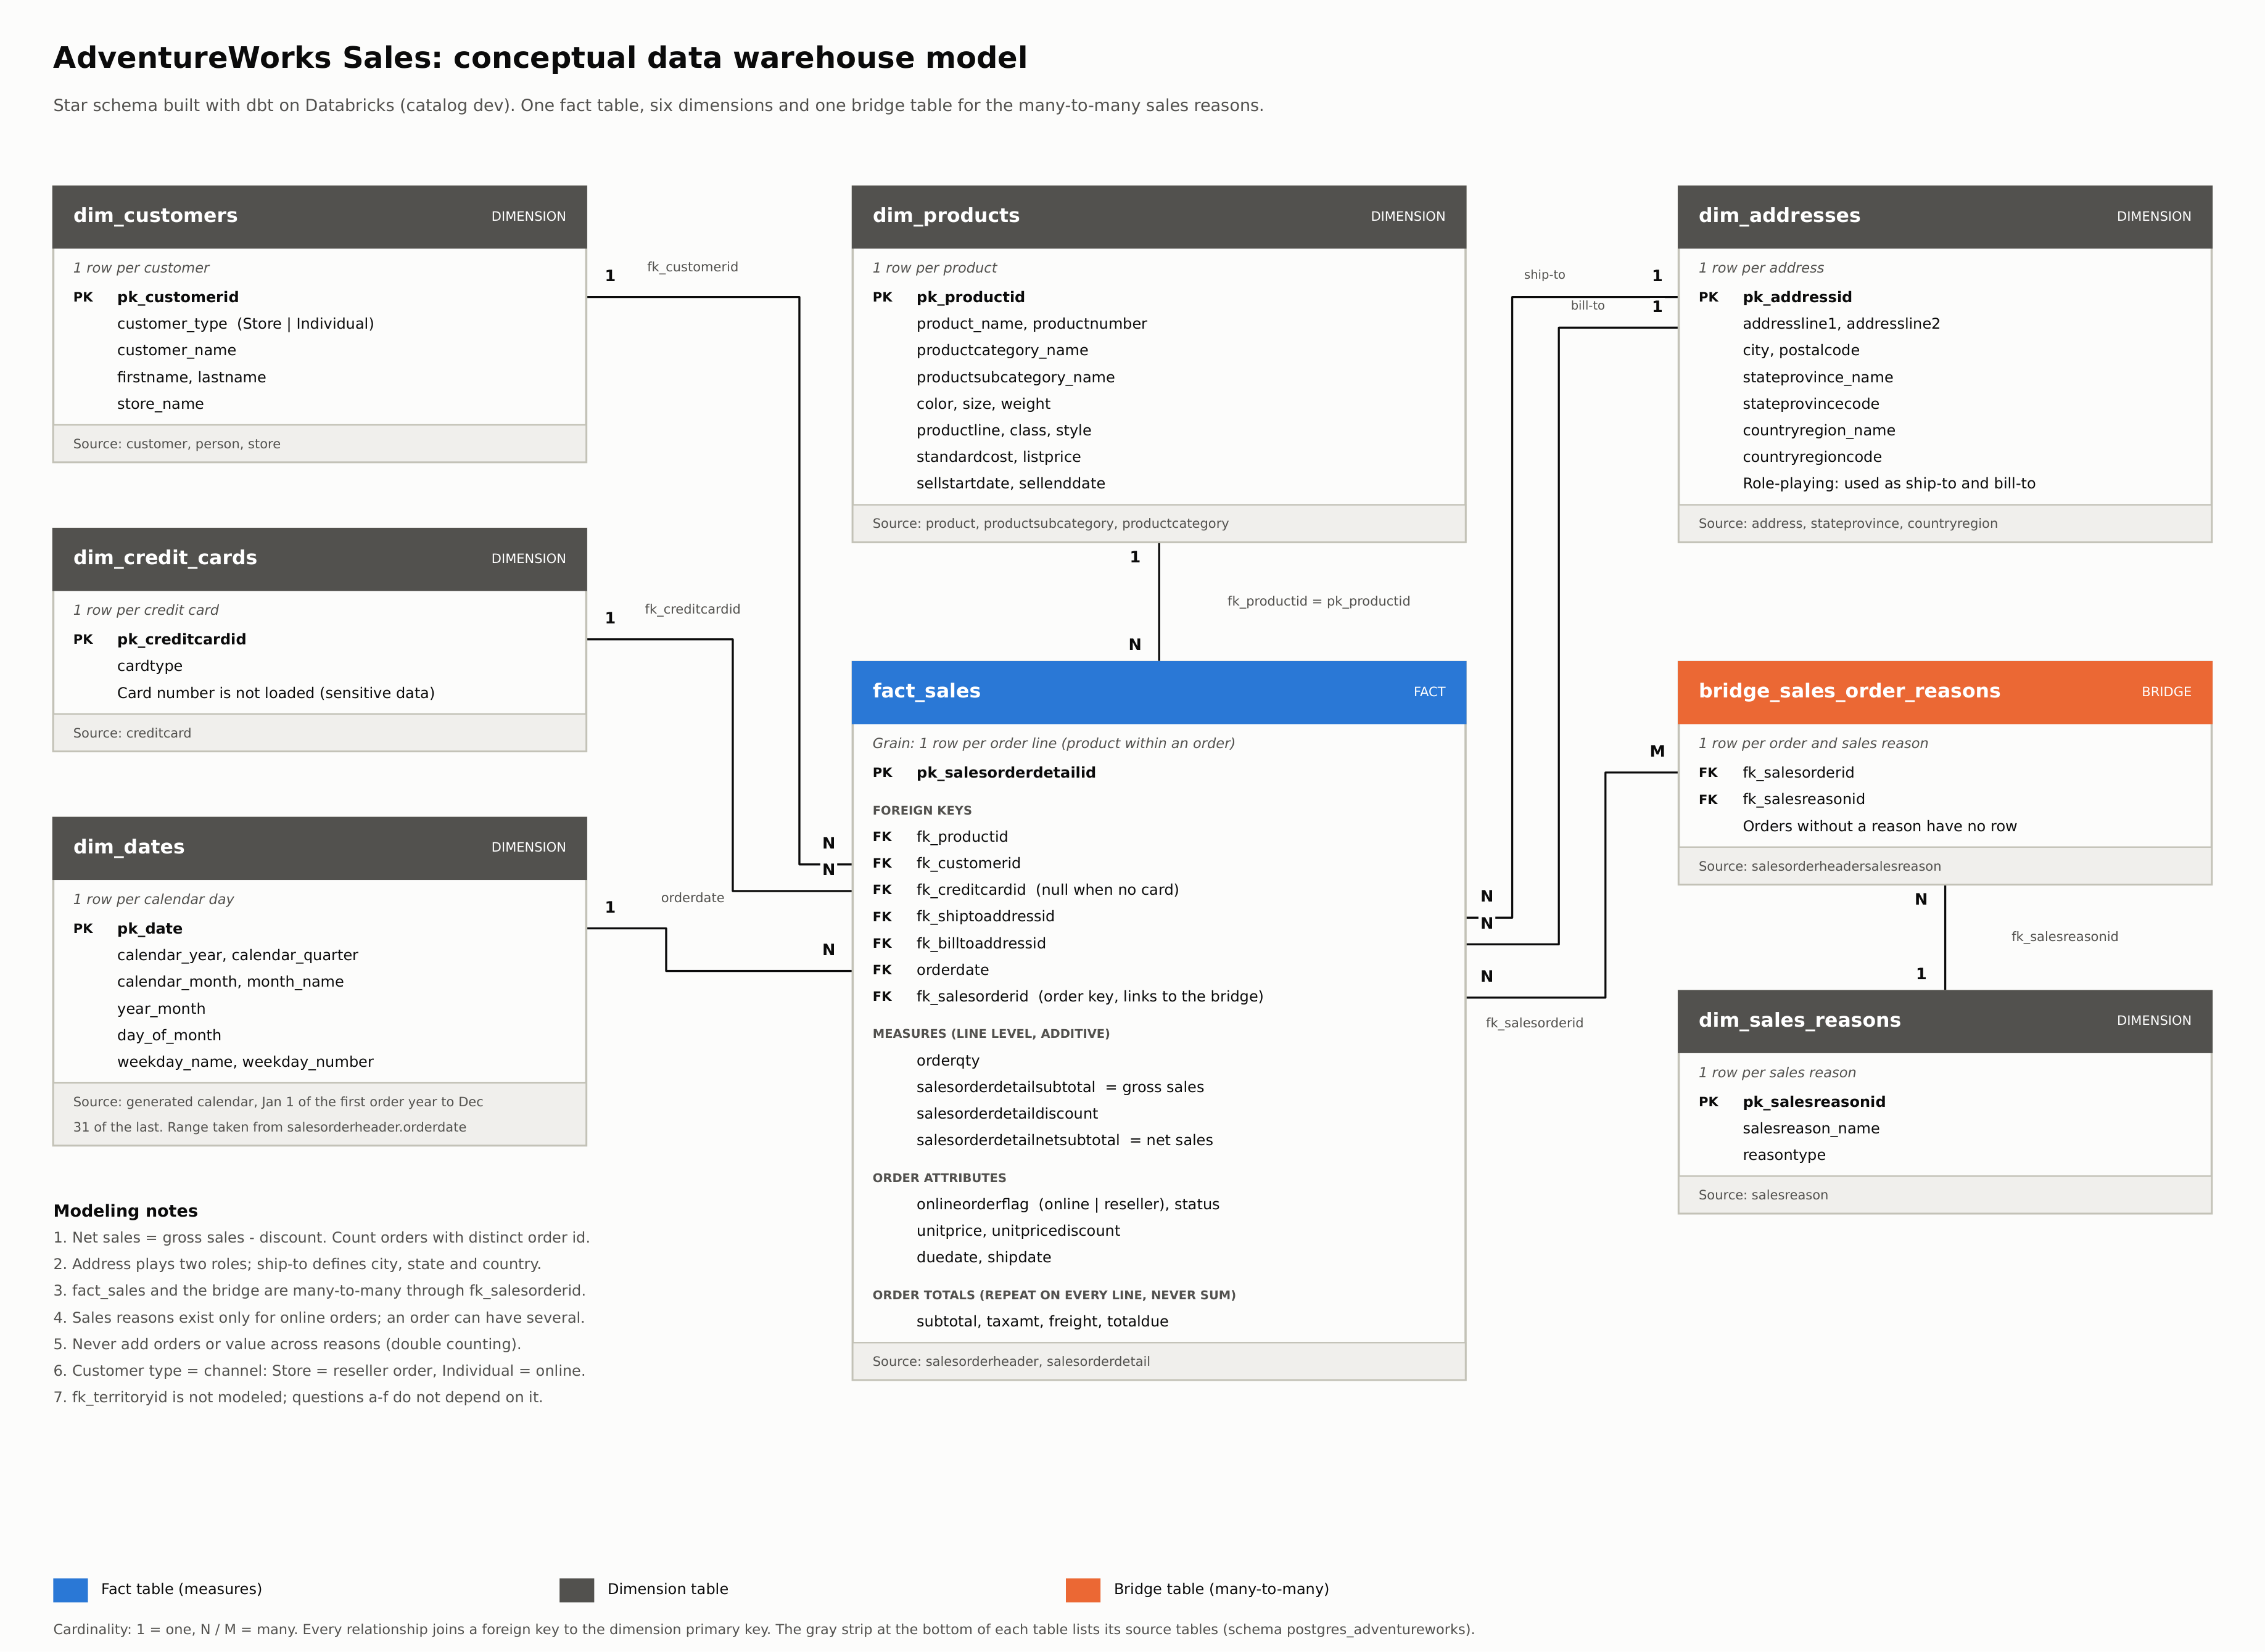 AdventureWorks Sales: conceptual data warehouse model
Star schema built with dbt on Databricks (catalog dev). One fact table, six dimensions and one bridge table for the many-to-many sales reasons.
dim_customers DIMENSION
1 row per customer
PK pk_customerid
customer_type (Store | Individual)
customer_name
firstname, lastname
store_name
Source: customer, person, store
1 fk_customerid
dim_products DIMENSION
1 row per product
PK pk_productid
product_name, productnumber
productcategory_name
productsubcategory_name
color, size, weight
productline, class, style
standardcost, listprice
sellstartdate, sellenddate
Source: product, productsubcategory, productcategory
ship-to 1
bill-to 1
dim_addresses DIMENSION
1 row per address
PK pk_addressid
addressline1, addressline2
city, postalcode
stateprovince_name
stateprovincecode
countryregion_name
countryregioncode
Role-playing: used as ship-to and bill-to
Source: address, stateprovince, countryregion
dim_credit_cards DIMENSION
1 row per credit card
PK pk_creditcardid
cardtype
Card number is not loaded (sensitive data)
Source: creditcard
1 fk_creditcardid
1
fk_productid = pk_productid
N
dim_dates DIMENSION
1 row per calendar day
PK pk_date
calendar_year, calendar_quarter
calendar_month, month_name
year_month
day_of_month
weekday_name, weekday_number
Source: generated calendar, Jan 1 of the first order year to Dec
31 of the last. Range taken from salesorderheader.orderdate
1 orderdate
N
N
N
fact_sales FACT
Grain: 1 row per order line (product within an order)
PK pk_salesorderdetailid
FOREIGN KEYS
FK fk_productid
FK fk_customerid
FK fk_creditcardid (null when no card)
FK fk_shiptoaddressid
FK fk_billtoaddressid
FK orderdate
FK fk_salesorderid (order key, links to the bridge)
MEASURES (LINE LEVEL, ADDITIVE)
orderqty
salesorderdetailsubtotal = gross sales
salesorderdetaildiscount
salesorderdetailnetsubtotal = net sales
ORDER ATTRIBUTES
onlineorderflag (online | reseller), status
unitprice, unitpricediscount
duedate, shipdate
ORDER TOTALS (REPEAT ON EVERY LINE, NEVER SUM)
subtotal, taxamt, freight, totaldue
Source: salesorderheader, salesorderdetail
N
N
N
fk_salesorderid
M
bridge_sales_order_reasons BRIDGE
1 row per order and sales reason
FK fk_salesorderid
FK fk_salesreasonid
Orders without a reason have no row
Source: salesorderheadersalesreason
N
fk_salesreasonid
1
dim_sales_reasons DIMENSION
1 row per sales reason
PK pk_salesreasonid
salesreason_name
reasontype
Source: salesreason
Modeling notes
1. Net sales = gross sales - discount. Count orders with distinct order id.
2. Address plays two roles; ship-to defines city, state and country.
3. fact_sales and the bridge are many-to-many through fk_salesorderid.
4. Sales reasons exist only for online orders; an order can have several.
5. Never add orders or value across reasons (double counting).
6. Customer type = channel: Store = reseller order, Individual = online.
7. fk_territoryid is not modeled; questions a-f do not depend on it.
Fact table (measures) Dimension table Bridge table (many-to-many)
Cardinality: 1 = one, N / M = many. Every relationship joins a foreign key to the dimension primary key. The gray strip at the bottom of each table lists its source tables (schema postgres_adventureworks).